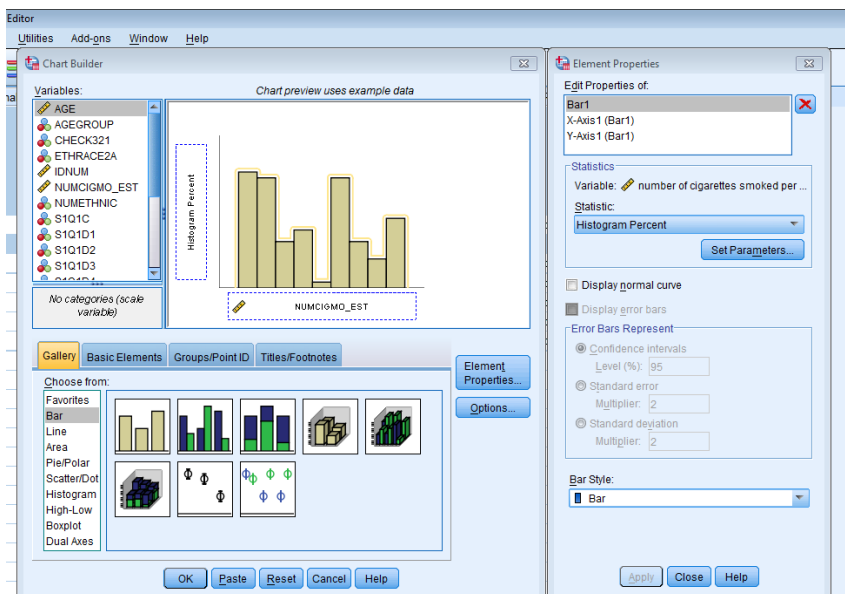 Editor
Utilities Add-ons Window Help
Chart Builder
Variables:
AGE
AGEGROUP
CHECK321
ETHRACE2A
IDNUM
NUMCIGMO_EST
NUMETHNIC
S1Q1C
S1Q1D1
S1Q1D2
S1Q1D3
No categories (scale
variable)
Chart preview uses example data
Histogram Percent
NUMCIGMO_EST
Gallery Basic Elements Groups/Point ID Titles/Footnotes
Choose from:
Favorites
Bar
Line
Area
Pie/Polar
Scatter/Dot
Histogram
High-Low
Boxplot
Dual Axes
Element
Properties...
Options...
OK Paste Reset Cancel Help
Element Properties
Edit Properties of:
Bar1
X-Axis1 (Bar1)
Y-Axis1 (Bar1)
Statistics
Variable: number of cigarettes smoked per ...
Statistic:
Histogram Percent
Set Parameters...
Display normal curve
Display error bars
Error Bars Represent
Confidence intervals
Level (%): 95
Standard error
Multiplier: 2
Standard deviation
Multiplier: 2
Bar Style:
Bar
Apply Close Help